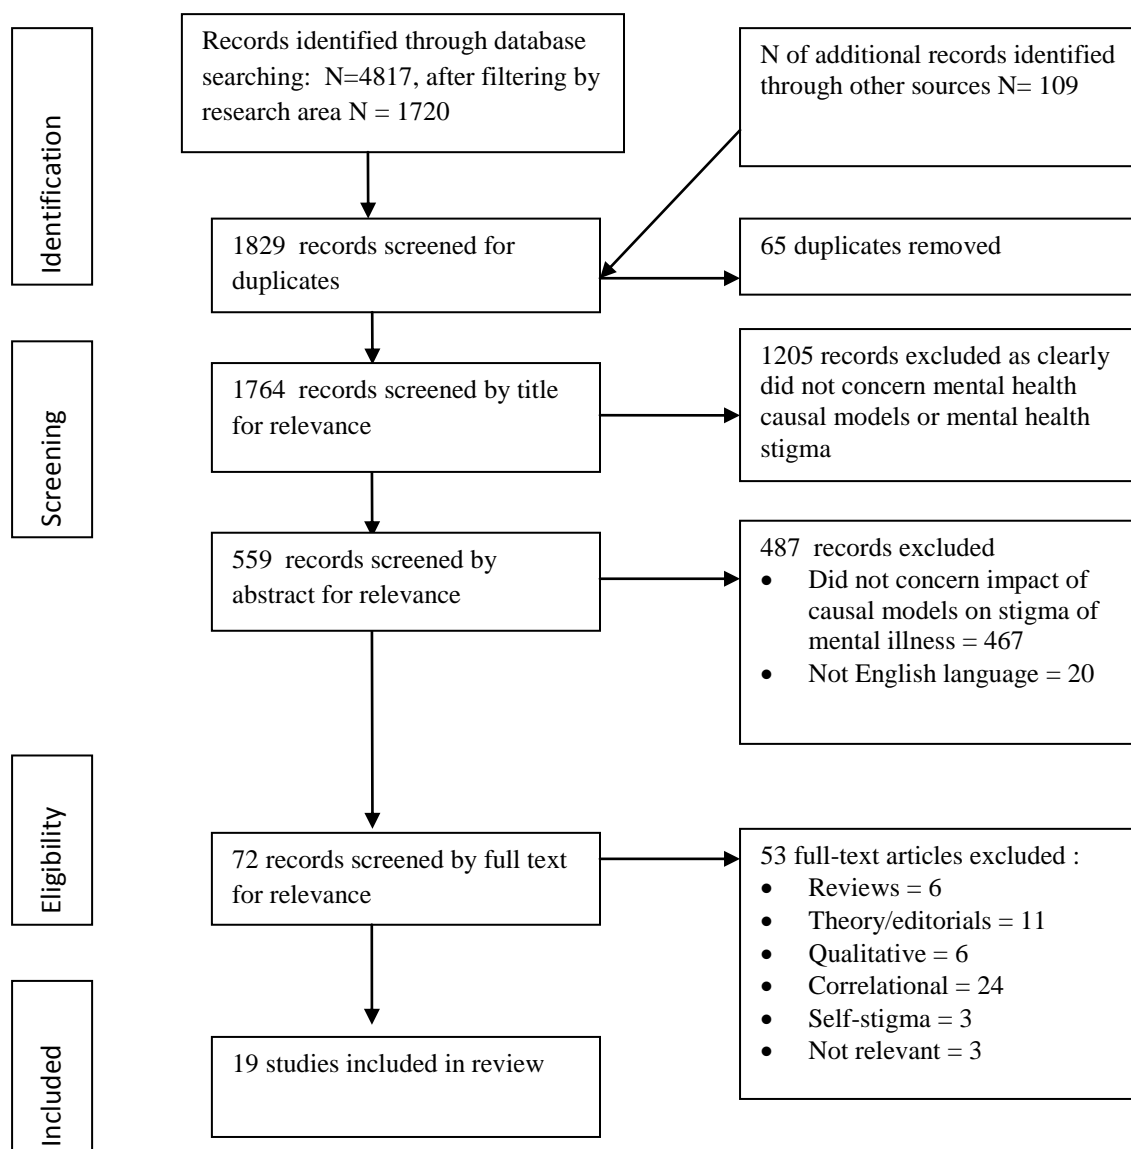 Identification
Records identified through database
searching:  N=4817, after filtering by
research area N = 1720
N of additional records identified
through other sources N= 109
1829  records screened for
duplicates
65 duplicates removed
Screening
1764  records screened by title
for relevance
1205 records excluded as clearly
did not concern mental health
causal models or mental health
stigma
559  records screened by
abstract for relevance
487  records excluded
• Did not concern impact of
causal models on stigma of
mental illness = 467
• Not English language = 20
Eligibility
72 records screened by full text
for relevance
53 full-text articles excluded :
• Reviews = 6
• Theory/editorials = 11
• Qualitative = 6
• Correlational = 24
• Self-stigma = 3
• Not relevant = 3
Included
19 studies included in review